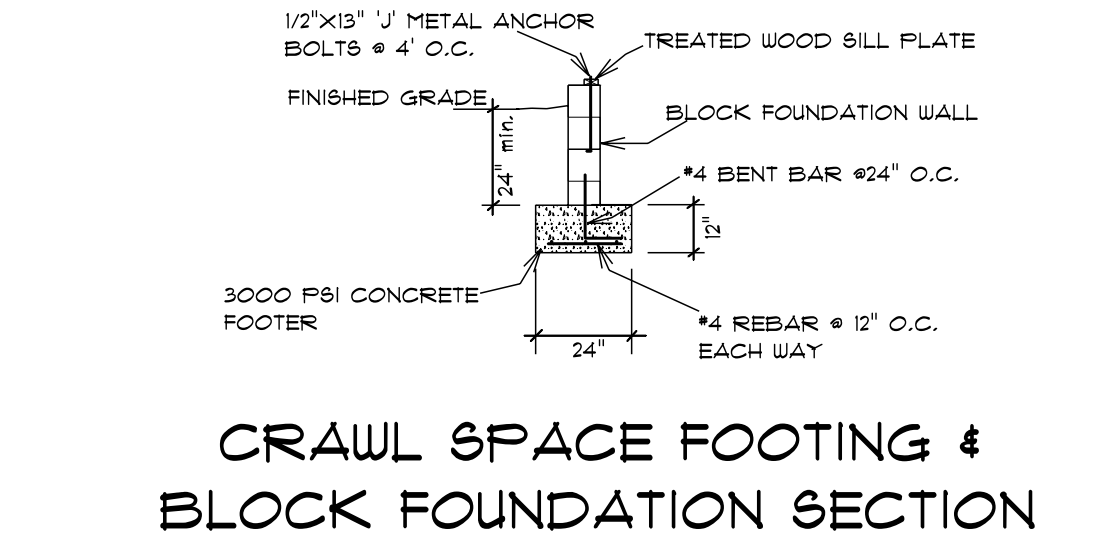 1/2"X13" 'J' METAL ANCHOR
BOLTS @ 4' O.C.
TREATED WOOD SILL PLATE
FINISHED GRADE
BLOCK FOUNDATION WALL
24" min.
#4 BENT BAR @24" O.C.
12"
3000 PSI CONCRETE
FOOTER
#4 REBAR @ 12" O.C.
EACH WAY
24"
CRAWL SPACE FOOTING &
BLOCK FOUNDATION SECTION